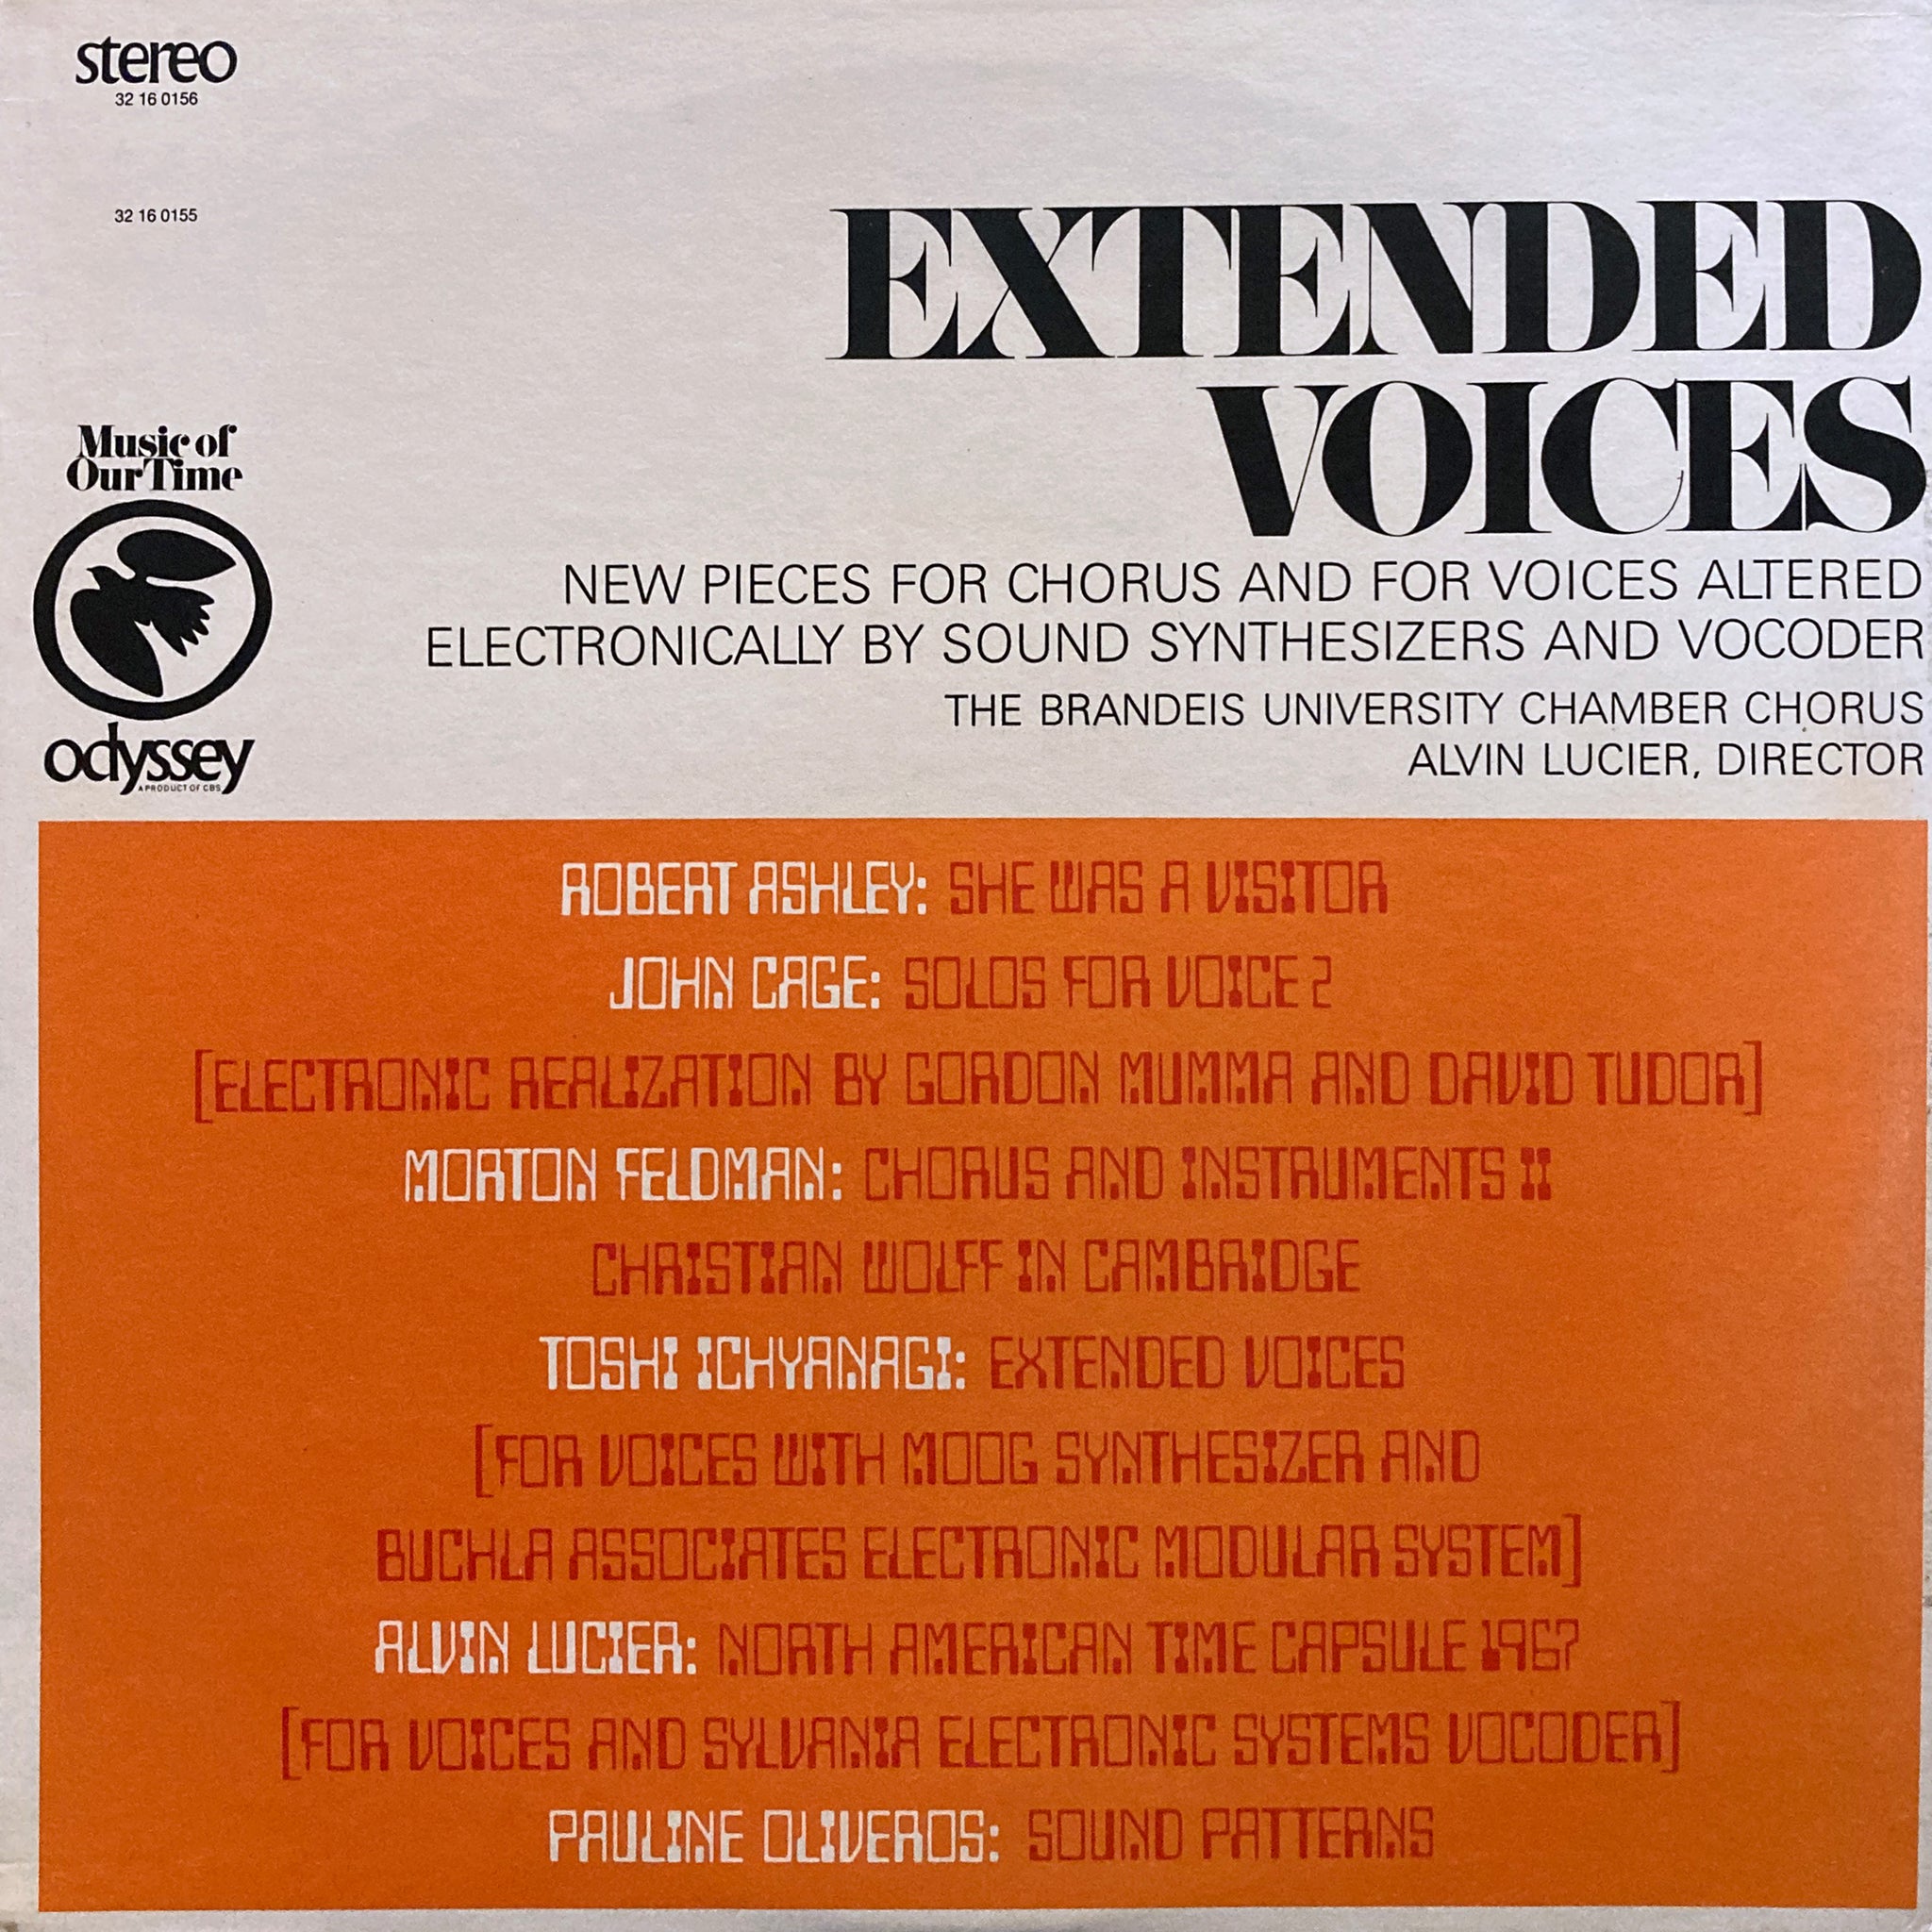 stereo
32 16 0156
32 16 0155
EXTENDED
VOICES
Music of
Our Time
odyssey
A PRODUCT OF CBS
NEW PIECES FOR CHORUS AND FOR VOICES ALTERED
ELECTRONICALLY BY SOUND SYNTHESIZERS AND VOCODER
THE BRANDEIS UNIVERSITY CHAMBER CHORUS
ALVIN LUCIER, DIRECTOR
ROBERT ASHLEY: SHE WAS A VISITOR
JOHN CAGE: SOLOS FOR VOICE 2
[ELECTRONIC REALIZATION BY GORDON MUMMA AND DAVID TUDOR]
MORTON FELDMAN: CHORUS AND INSTRUMENTS II
CHRISTIAN WOLFF IN CAMBRIDGE
TOSHI ICHYANAGI: EXTENDED VOICES
[FOR VOICES WITH MOOG SYNTHESIZER AND
BUCHLA ASSOCIATES ELECTRONIC MODULAR SYSTEM]
ALVIN LUCIER: NORTH AMERICAN TIME CAPSULE 1967
[FOR VOICES AND SYLVANIA ELECTRONIC SYSTEMS VOCODER]
PAULINE OLIVEROS: SOUND PATTERNS